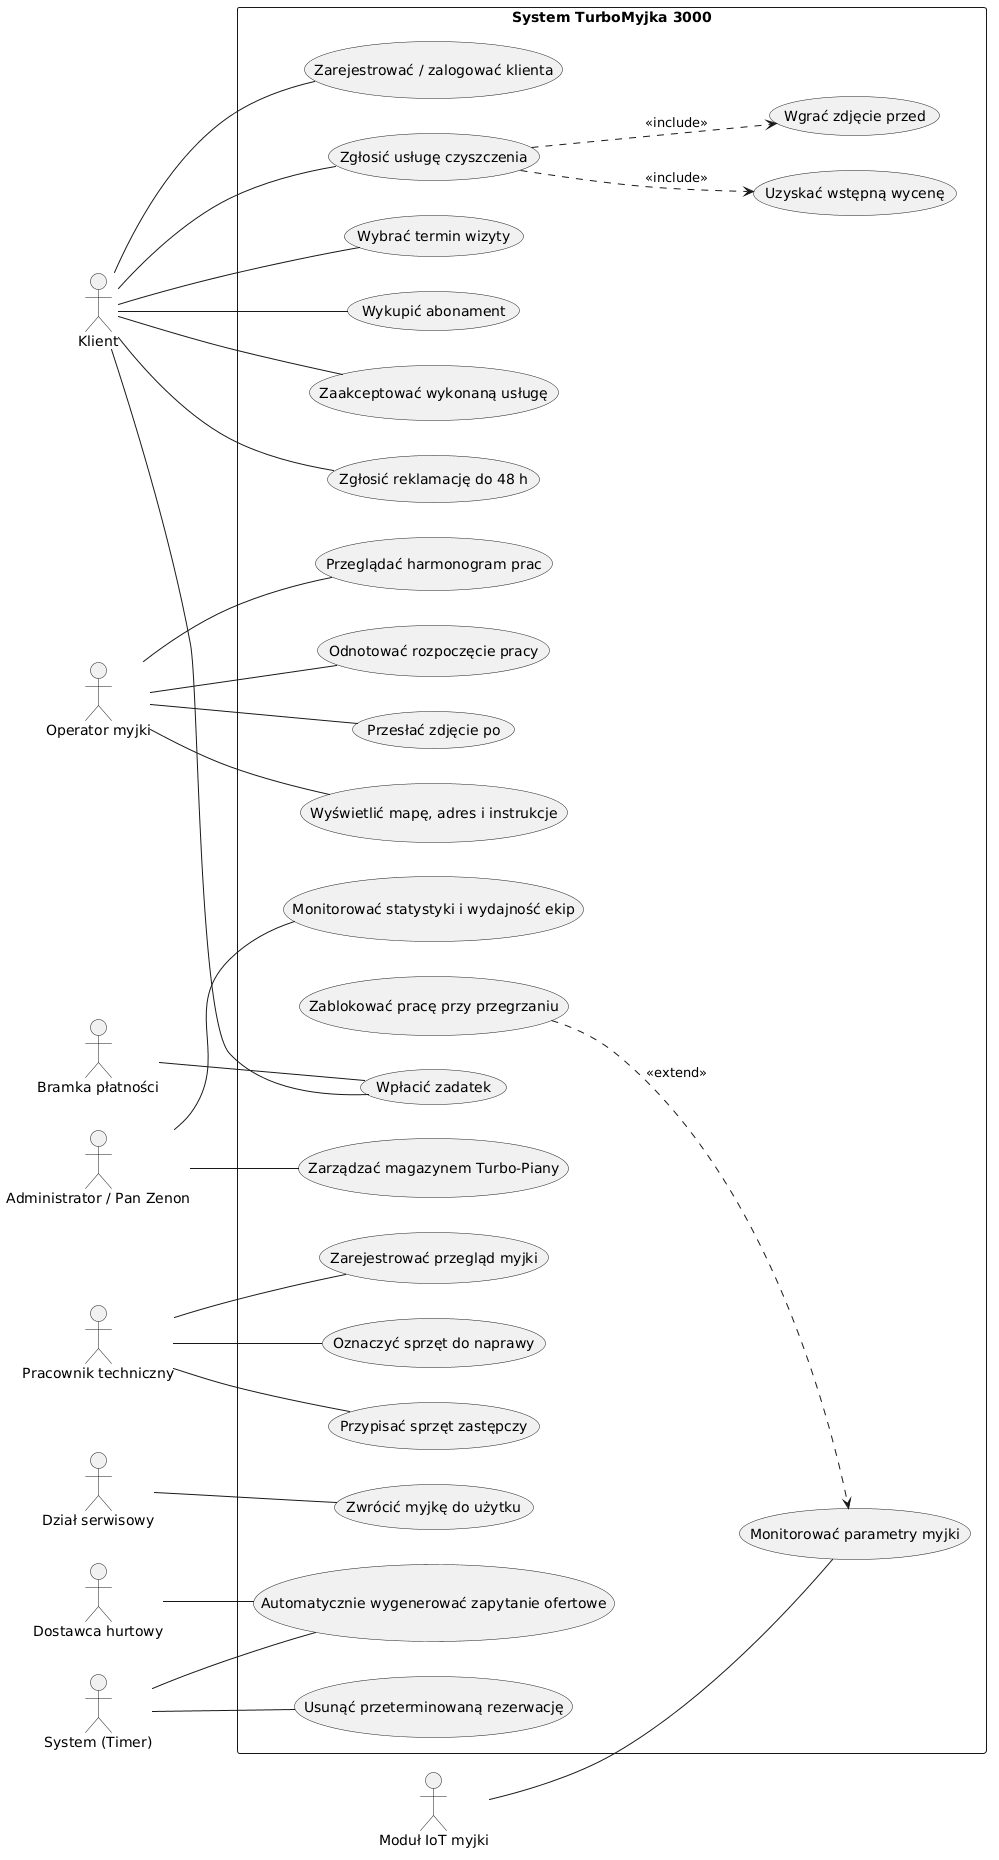 System TurboMyjka 3000
Zarejestrować / zalogować klienta
«include»
Wgrać zdjęcie przed
Zgłosić usługę czyszczenia
«include»
Uzyskać wstępną wycenę
Wybrać termin wizyty
Wykupić abonament
Klient
Zaakceptować wykonaną usługę
Zgłosić reklamację do 48 h
Przeglądać harmonogram prac
Odnotować rozpoczęcie pracy
Operator myjki
Przesłać zdjęcie po
Wyświetlić mapę, adres i instrukcje
Monitorować statystyki i wydajność ekip
Zablokować pracę przy przegrzaniu
«extend»
Bramka płatności
Wpłacić zadatek
Zarządzać magazynem Turbo-Piany
Administrator / Pan Zenon
Zarejestrować przegląd myjki
Oznaczyć sprzęt do naprawy
Pracownik techniczny
Przypisać sprzęt zastępczy
Zwrócić myjkę do użytku
Dział serwisowy
Monitorować parametry myjki
Automatycznie wygenerować zapytanie ofertowe
Dostawca hurtowy
Usunąć przeterminowaną rezerwację
System (Timer)
Moduł IoT myjki